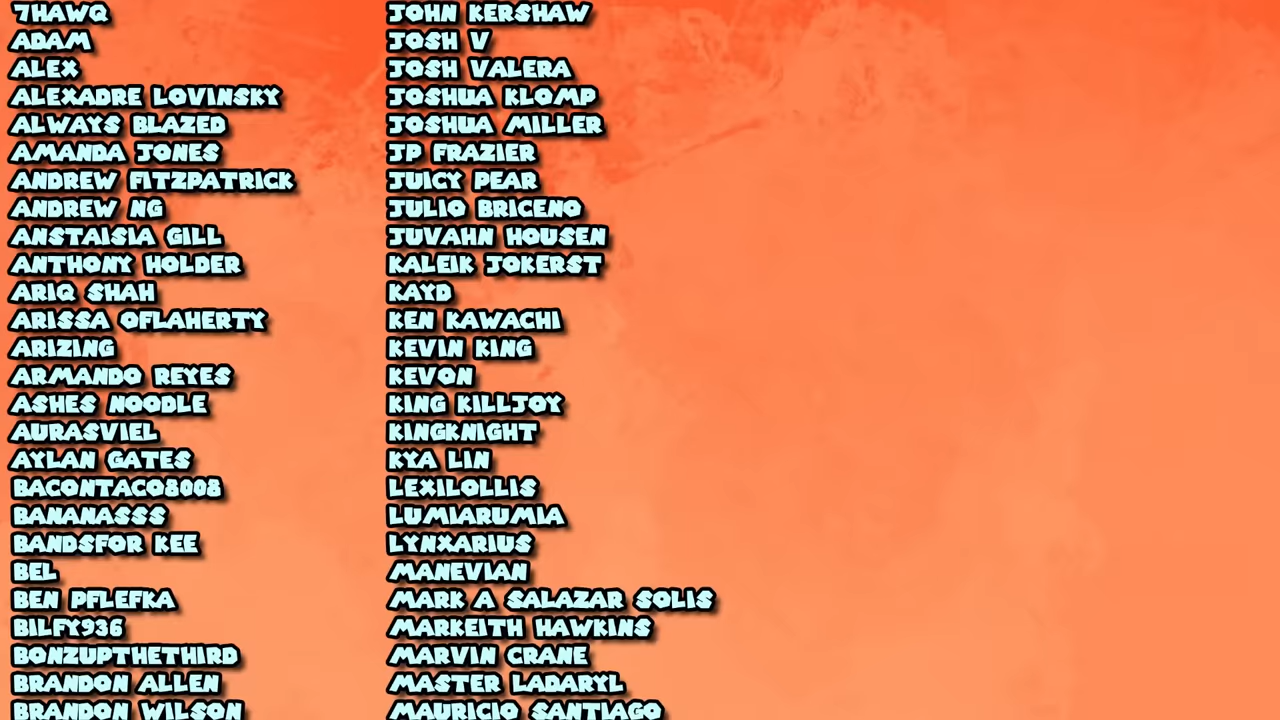 7HAWQ
ADAM
ALEX
ALEXADRE LOVINSKY
ALWAYS BLAZED
AMANDA JONES
ANDREW FITZPATRICK
ANDREW NG
ANSTAISIA GILL
ANTHONY HOLDER
ARIQ SHAH
ARISSA OFLAHERTY
ARIZING
ARMANDO REYES
ASHES NOODLE
AURASVIEL
AYLAN GATES
BACONTACO8008
BANANASSS
BANDSFOR KEE
BEL
BEN PFLEFKA
BILFY936
BONZUPTHETHIRD
BRANDON ALLEN
BRANDON WILSON
JOHN KERSHAW
JOSH V
JOSH VALERA
JOSHUA KLOMP
JOSHUA MILLER
JP FRAZIER
JUICY PEAR
JULIO BRICENO
JUVAHN HOUSEN
KALEIK JOKERST
KAYD
KEN KAWACHI
KEVIN KING
KEVON
KING KILLJOY
KINGKNIGHT
KYA LIN
LEXILOLLIS
LUMIARUMIA
LYNXARIUS
MANEVIAN
MARK A SALAZAR SOLIS
MARKEITH HAWKINS
MARVIN CRANE
MASTER LADARYL
MAURICIO SANTIAGO